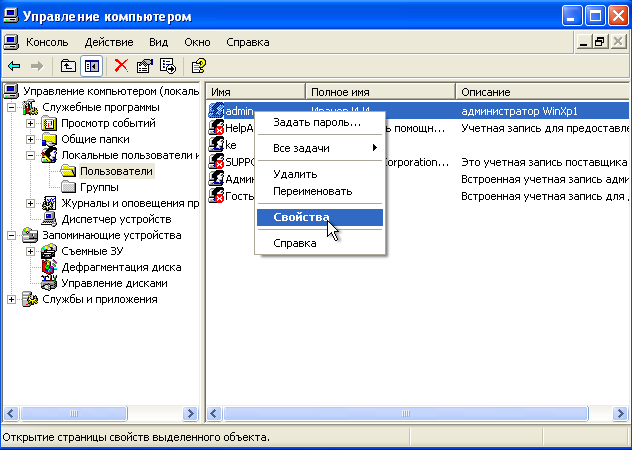 Управление компьютером
Консоль Действие Вид Окно Справка
Управление компьютером (локаль
Служебные программы
Просмотр событий
Общие папки
Локальные пользователи и
Пользователи
Группы
Журналы и оповещения пр
Диспетчер устройств
Запоминающие устройства
Съемные ЗУ
Дефрагментация диска
Управление дисками
Службы и приложения
Имя Полное имя Описание
admin администратор WinXp1
HelpA ь помощн... Учетная запись для предоставле
ke
SUPPO Corporation... Это учетная запись поставщика
Адми Встроенная учетная запись адми
Гость Встроенная учетная запись для
Задать пароль...
Все задачи
Удалить
Переименовать
Свойства
Справка
Открытие страницы свойств выделенного объекта.